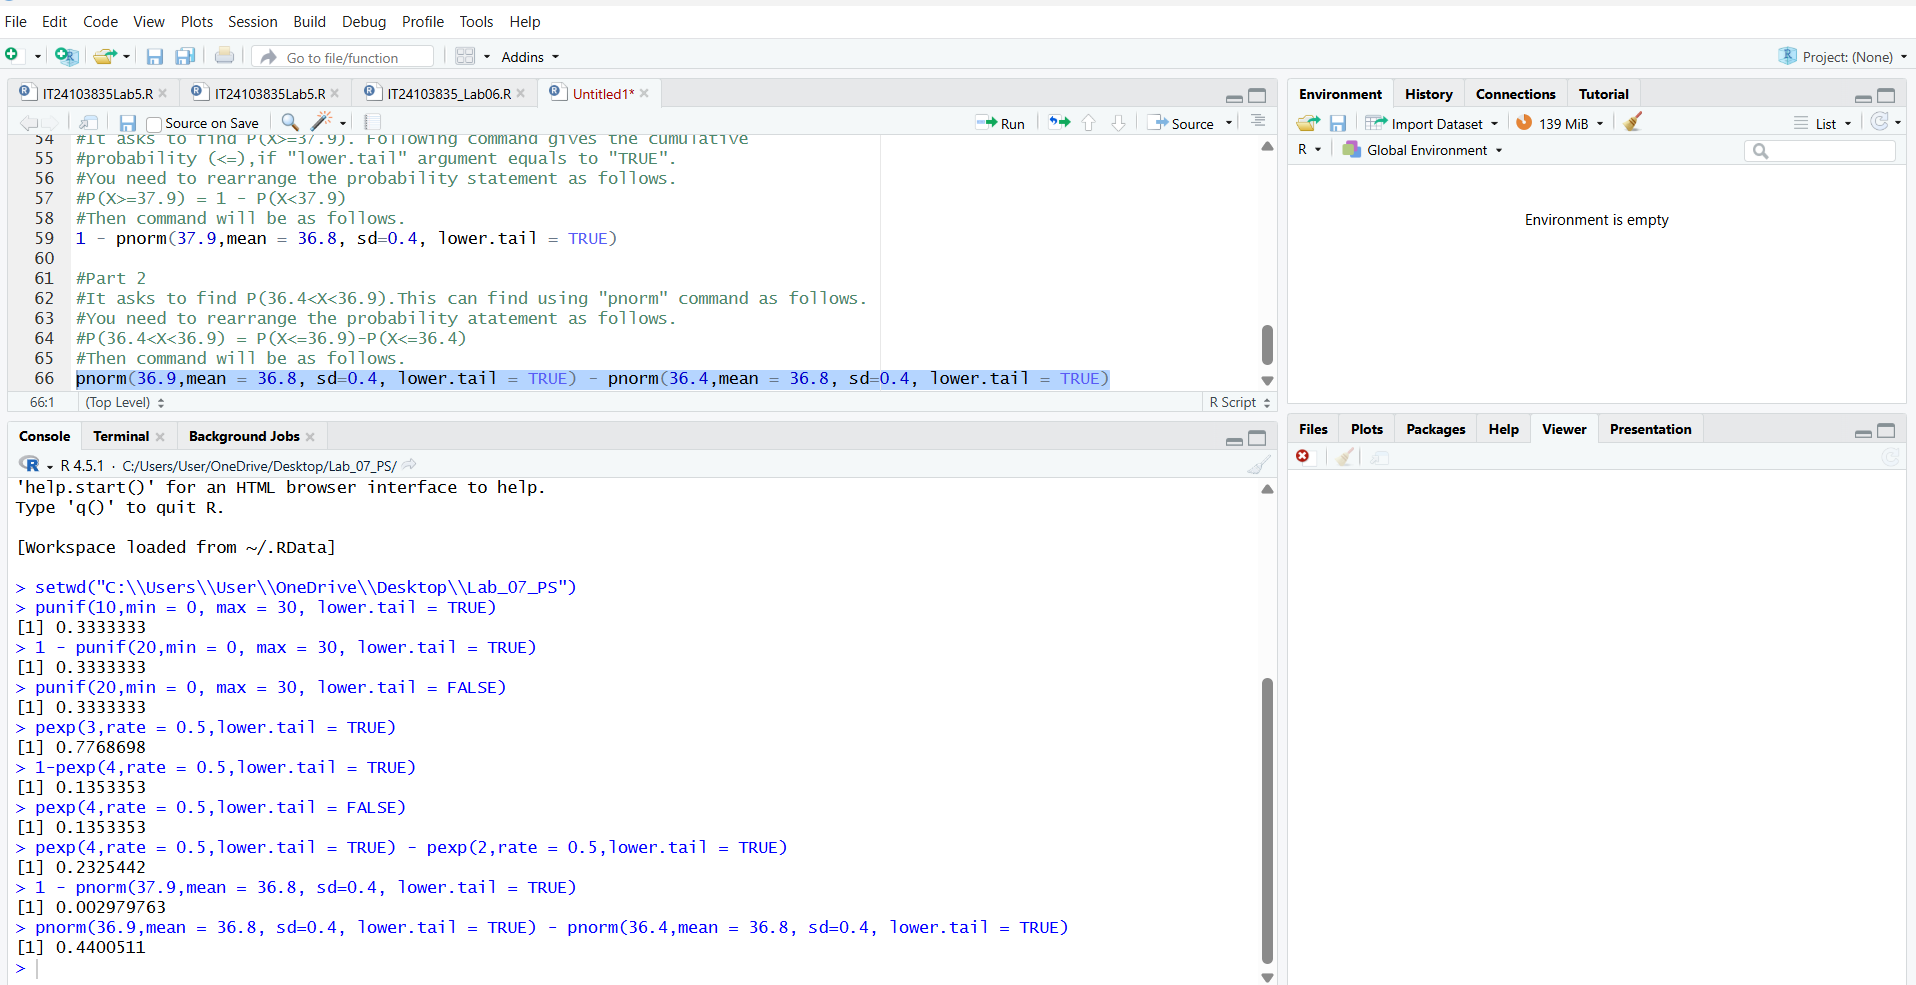 File Edit Code View Plots Session Build Debug Profile Tools Help
Go to file/function Addins Project: (None)
IT24103835Lab5.R IT24103835Lab5.R IT24103835_Lab06.R Untitled1*
Source on Save Run Source
54 #It asks to find P(X>=37.9). Following command gives the cumulative
55 #probability (<=),if "lower.tail" argument equals to "TRUE".
56 #You need to rearrange the probability statement as follows.
57 #P(X>=37.9) = 1 - P(X<37.9)
58 #Then command will be as follows.
59 1 - pnorm(37.9,mean = 36.8, sd=0.4, lower.tail = TRUE)
60
61 #Part 2
62 #It asks to find P(36.4<X<36.9).This can find using "pnorm" command as follows.
63 #You need to rearrange the probability atatement as follows.
64 #P(36.4<X<36.9) = P(X<=36.9)-P(X<=36.4)
65 #Then command will be as follows.
66 pnorm(36.9,mean = 36.8, sd=0.4, lower.tail = TRUE) - pnorm(36.4,mean = 36.8, sd=0.4, lower.tail = TRUE)
66:1 (Top Level) R Script
Console Terminal Background Jobs
R R 4.5.1 · C:/Users/User/OneDrive/Desktop/Lab_07_PS/
'help.start()' for an HTML browser interface to help.
Type 'q()' to quit R.
[Workspace loaded from ~/.RData]
> setwd("C:\\Users\\User\\OneDrive\\Desktop\\Lab_07_PS")
> punif(10,min = 0, max = 30, lower.tail = TRUE)
[1] 0.3333333
> 1 - punif(20,min = 0, max = 30, lower.tail = TRUE)
[1] 0.3333333
> punif(20,min = 0, max = 30, lower.tail = FALSE)
[1] 0.3333333
> pexp(3,rate = 0.5,lower.tail = TRUE)
[1] 0.7768698
> 1-pexp(4,rate = 0.5,lower.tail = TRUE)
[1] 0.1353353
> pexp(4,rate = 0.5,lower.tail = FALSE)
[1] 0.1353353
> pexp(4,rate = 0.5,lower.tail = TRUE) - pexp(2,rate = 0.5,lower.tail = TRUE)
[1] 0.2325442
> 1 - pnorm(37.9,mean = 36.8, sd=0.4, lower.tail = TRUE)
[1] 0.002979763
> pnorm(36.9,mean = 36.8, sd=0.4, lower.tail = TRUE) - pnorm(36.4,mean = 36.8, sd=0.4, lower.tail = TRUE)
[1] 0.4400511
>
Environment History Connections Tutorial
Import Dataset 139 MiB List
R Global Environment
Environment is empty
Files Plots Packages Help Viewer Presentation